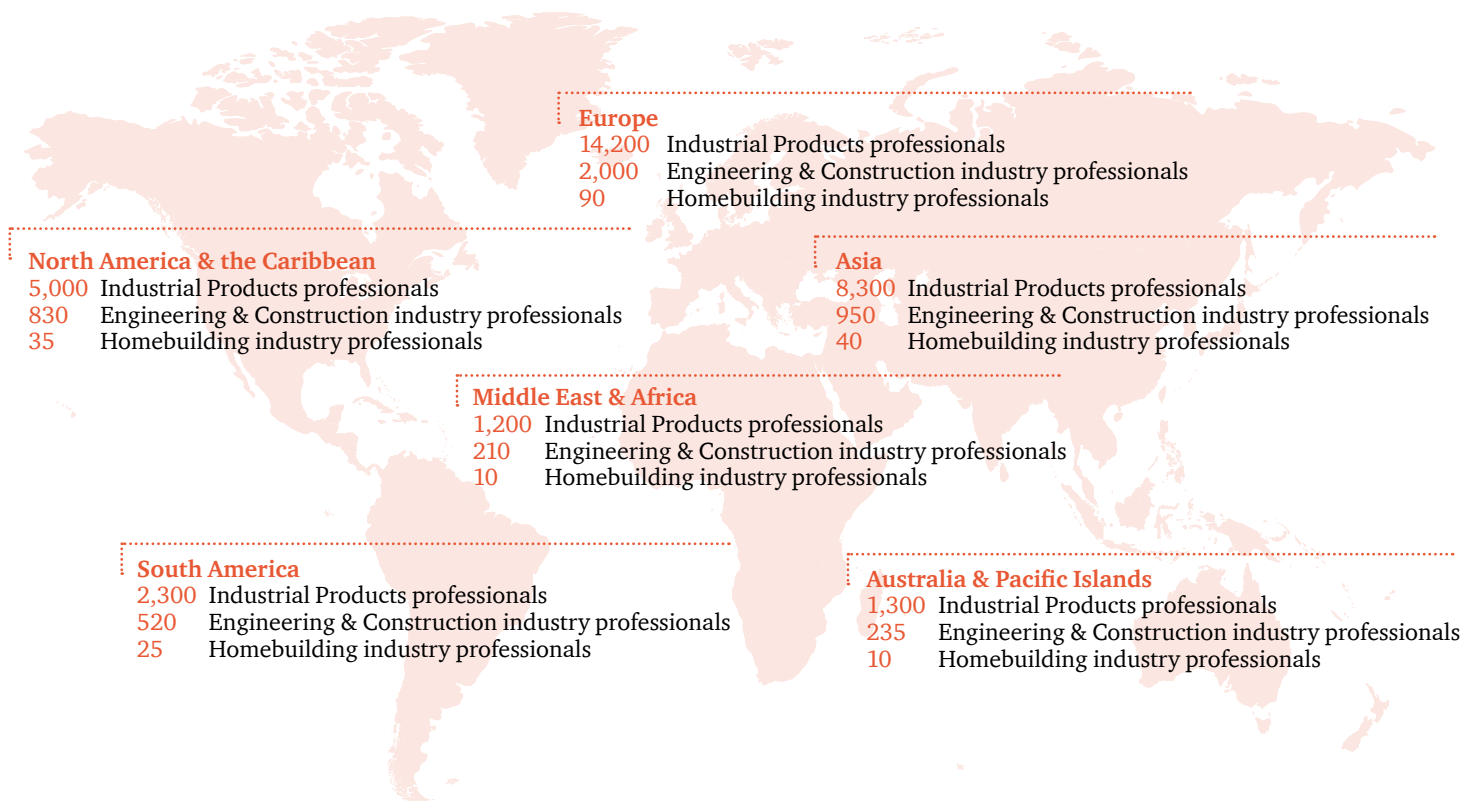 Europe
14,200 Industrial Products professionals
2,000 Engineering & Construction industry professionals
90 Homebuilding industry professionals
North America & the Caribbean
5,000 Industrial Products professionals
830 Engineering & Construction industry professionals
35 Homebuilding industry professionals
Asia
8,300 Industrial Products professionals
950 Engineering & Construction industry professionals
40 Homebuilding industry professionals
Middle East & Africa
1,200 Industrial Products professionals
210 Engineering & Construction industry professionals
10 Homebuilding industry professionals
South America
2,300 Industrial Products professionals
520 Engineering & Construction industry professionals
25 Homebuilding industry professionals
Australia & Pacific Islands
1,300 Industrial Products professionals
235 Engineering & Construction industry professionals
10 Homebuilding industry professionals